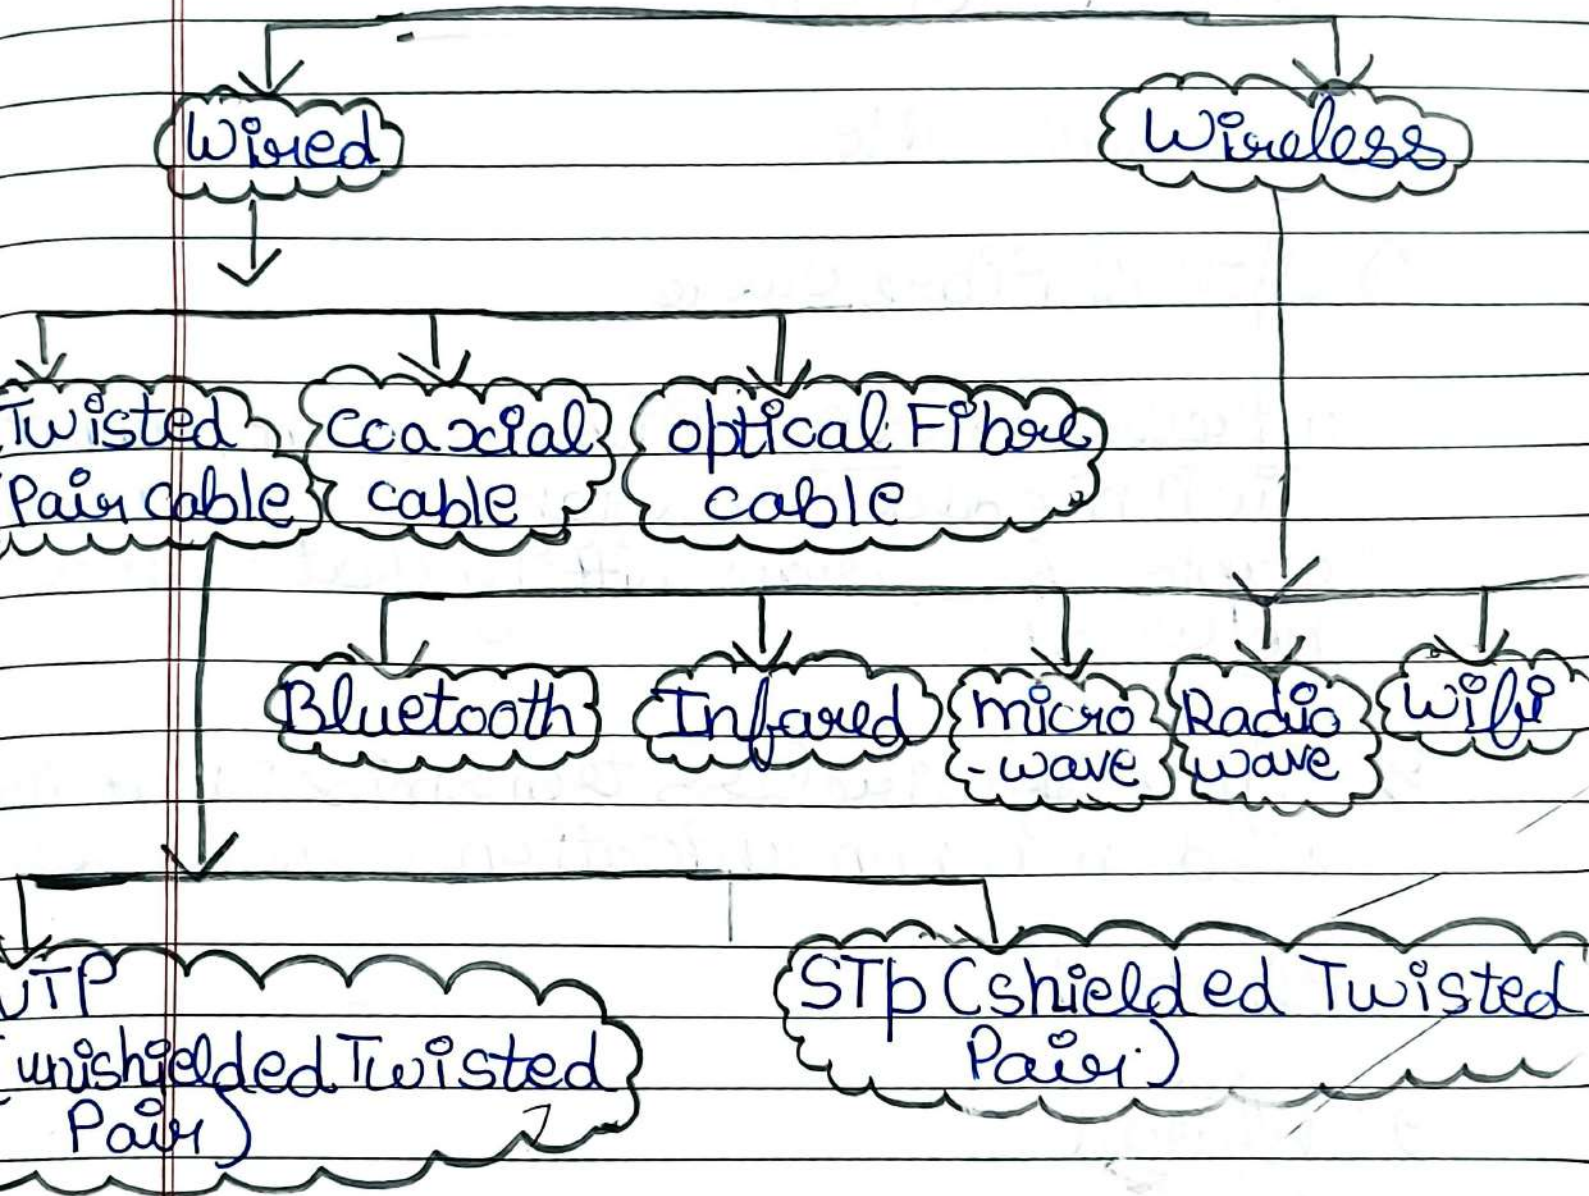 Wired
Wireless
Twisted
Pair cable
coaxial
cable
optical Fibre
cable
Bluetooth
Infared
micro
-wave
Radio
wave
Wifi
UTP
(unishielded Twisted
Pair)
STp (shielded Twisted
Pair)